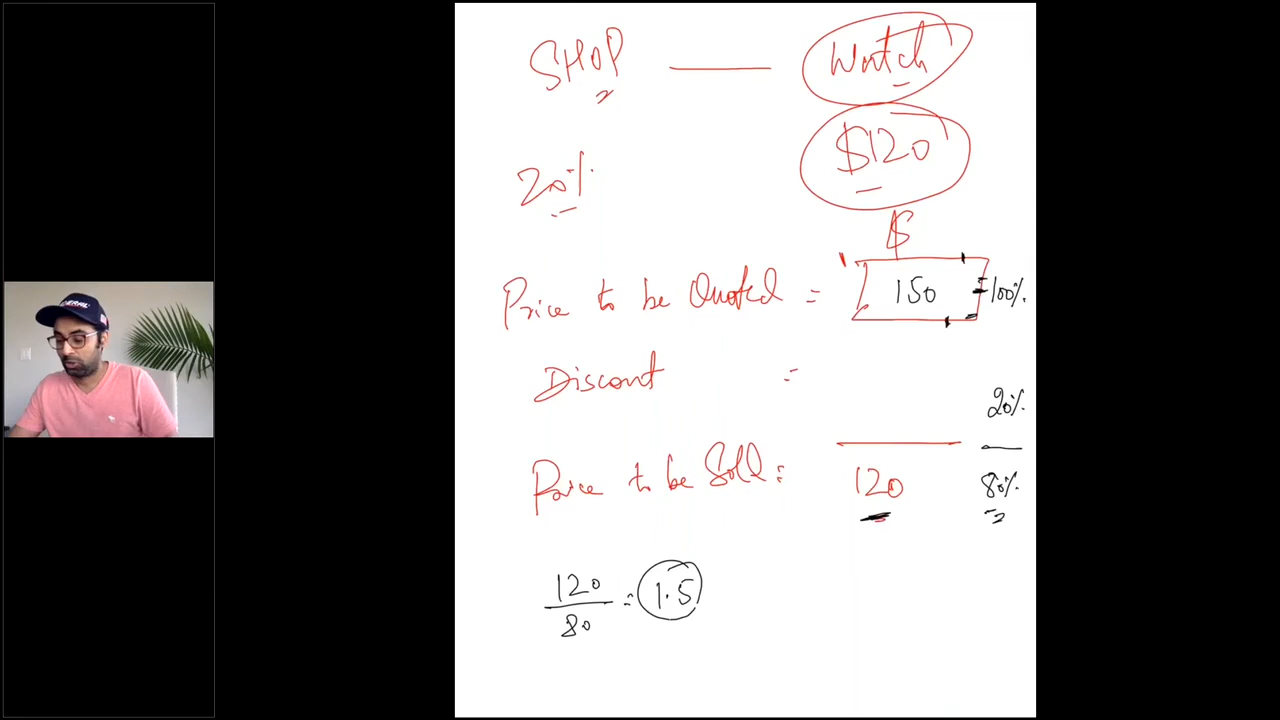 SHOP — Watch
$120
20%
$
Price to be Quoted = 150 100%
Discont =
20%
Price to be Sold = 120 80%
120
80
= 1.5